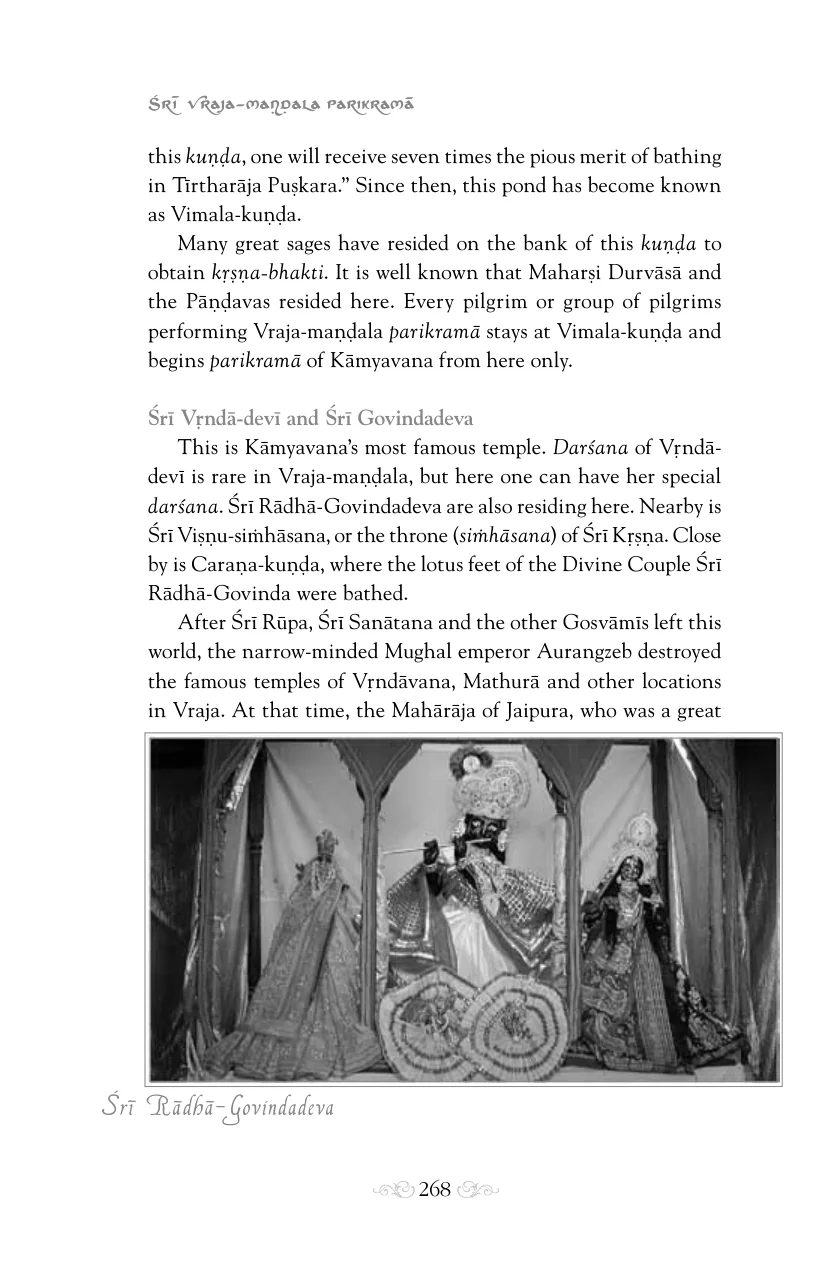 Śrī Vraja-maṇḍala parikramā
this kuṇḍa, one will receive seven times the pious merit of bathing
in Tīrtharāja Puṣkara.” Since then, this pond has become known
as Vimala-kuṇḍa.
Many great sages have resided on the bank of this kuṇḍa to
obtain kṛṣṇa-bhakti. It is well known that Maharṣi Durvāsā and
the Pāṇḍavas resided here. Every pilgrim or group of pilgrims
performing Vraja-maṇḍala parikramā stays at Vimala-kuṇḍa and
begins parikramā of Kāmyavana from here only.
Śrī Vṛndā-devī and Śrī Govindadeva
This is Kāmyavana’s most famous temple. Darśana of Vṛndā-
devī is rare in Vraja-maṇḍala, but here one can have her special
darśana. Śrī Rādhā-Govindadeva are also residing here. Nearby is
Śrī Viṣṇu-siṁhāsana, or the throne (siṁhāsana) of Śrī Kṛṣṇa. Close
by is Caraṇa-kuṇḍa, where the lotus feet of the Divine Couple Śrī
Rādhā-Govinda were bathed.
After Śrī Rūpa, Śrī Sanātana and the other Gosvāmīs left this
world, the narrow-minded Mughal emperor Aurangzeb destroyed
the famous temples of Vṛndāvana, Mathurā and other locations
in Vraja. At that time, the Mahārāja of Jaipura, who was a great
Śrī Rādhā-Govindadeva
268